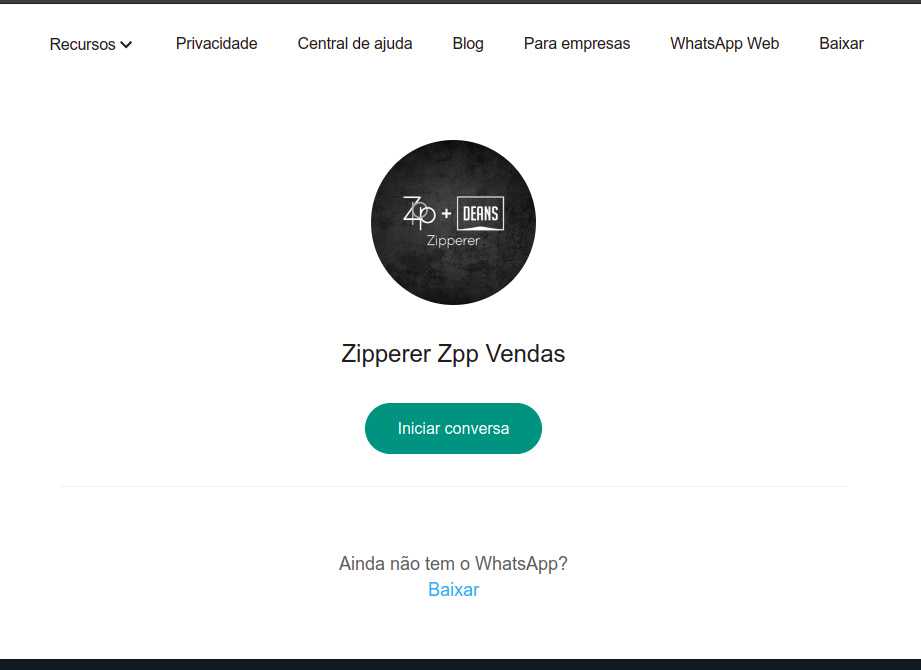 Recursos
Privacidade
Central de ajuda
Blog
Para empresas
WhatsApp Web
Baixar
Zpp + DEANS
Zipperer
Zipperer Zpp Vendas
Iniciar conversa
Ainda não tem o WhatsApp?
Baixar